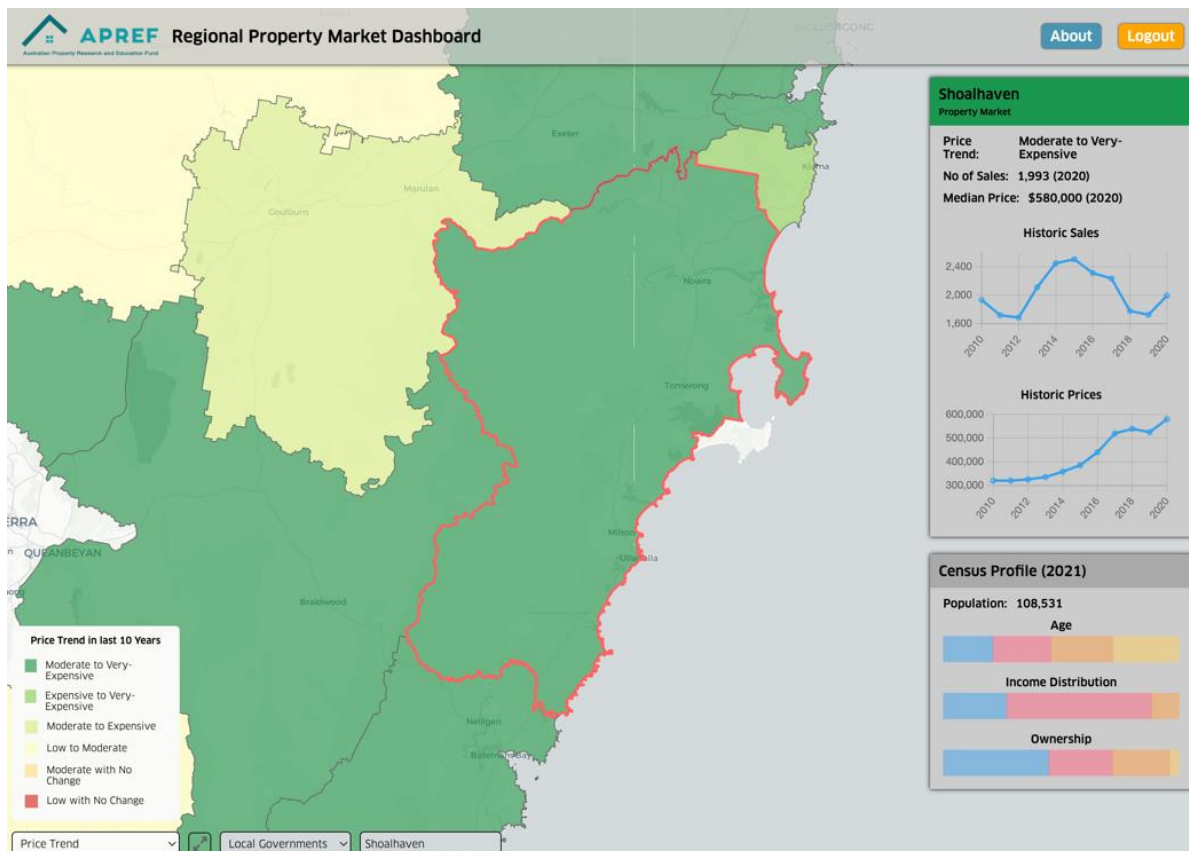 APREF
Australian Property Research and Education Fund
Regional Property Market Dashboard
About
Logout
WOLLONGONG
Exeter
Kiama
Marulan
Goulburn
Nowra
Tomerong
Milton
Ulladulla
QUEANBEYAN
Braidwood
Nelligen
Shoalhaven
Property Market
Price Trend: Moderate to Very-Expensive
No of Sales: 1,993 (2020)
Median Price: $580,000 (2020)
Historic Sales
2,400
2,000
1,600
2010 2012 2014 2016 2018 2020
Historic Prices
600,000
500,000
400,000
300,000
2010 2012 2014 2016 2018 2020
Census Profile (2021)
Population: 108,531
Age
Income Distribution
Ownership
Price Trend in last 10 Years
Moderate to Very-
Expensive
Expensive to Very-
Expensive
Moderate to Expensive
Low to Moderate
Moderate with No
Change
Low with No Change
Price Trend
Local Governments
Shoalhaven